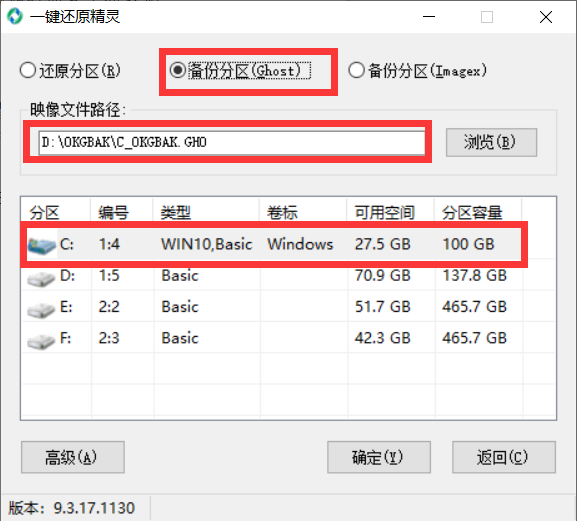 一键还原精灵
还原分区(R) 备份分区(Ghost) 备份分区(Imagex)
映像文件路径:
D:\OKGBAK\C_OKGBAK.GHO 浏览(B)
分区 编号 类型 卷标 可用空间 分区容量
C: 1:4 WIN10,Basic Windows 27.5 GB 100 GB
D: 1:5 Basic 70.9 GB 137.8 GB
E: 2:2 Basic 51.7 GB 465.7 GB
F: 2:3 Basic 42.3 GB 465.7 GB
高级(A) 确定(Y) 返回(C)
版本: 9.3.17.1130